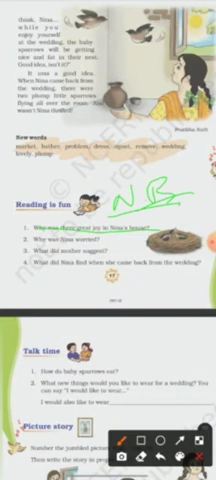 think, Nina...
while you
enjoy yourself
at the wedding, the baby
sparrows will be getting
nice and fat in their nest.
Good idea, isn't it?"
It was a good idea.
When Nina came back from
the wedding, there were
two plump little sparrows
flying all over the room.
wasn't Nina thrilled!
Pratibha Nath
New words
market, bother, problem, dress, upset, remove, wedding,
lovely, plump
Reading is fun
NB
1. Why was there great joy in Nina's house?
2. Why was Nina worried?
3. What did mother suggest?
4. What did Nina find when she came back from the wedding?
Talk time
1. How do baby sparrows eat?
2. What new things would you like to wear for a wedding? You
can say "I would like to wear..."
I would also like to wear
Picture story
Number the jumbled picture
Then write the story in